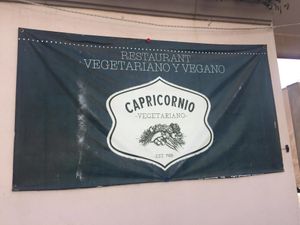 RESTAURANT
VEGETARIANO Y VEGANO
CAPRICORNIO
-VEGETARIANO-